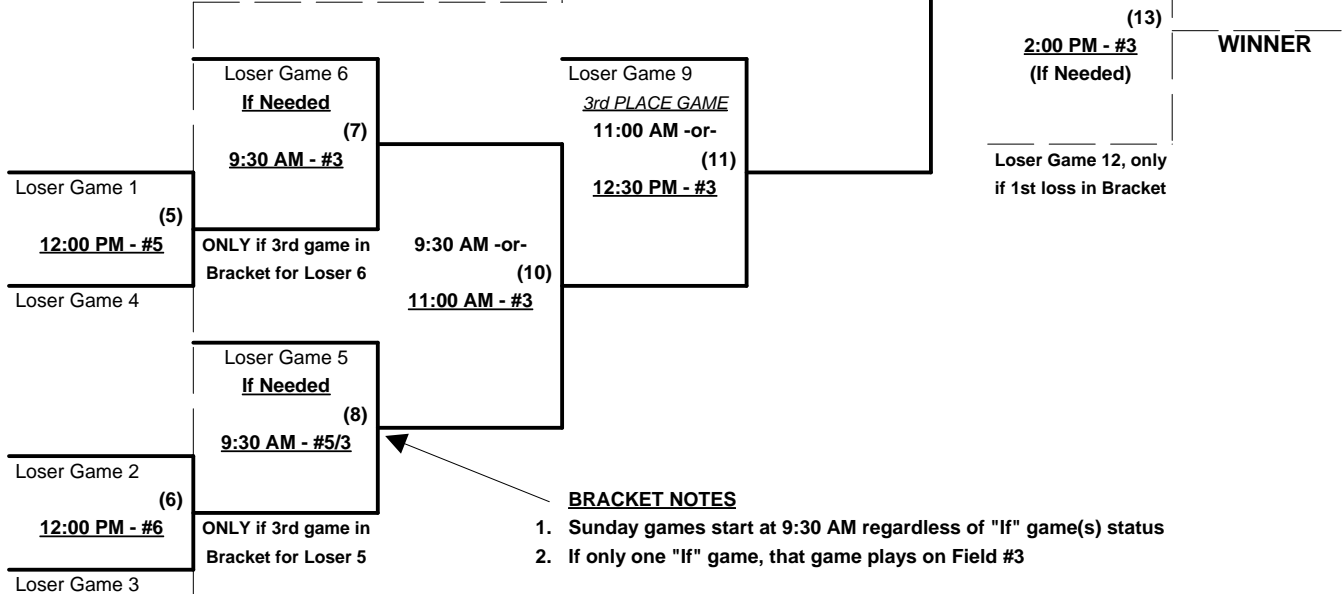 (13)
2:00 PM - #3
(If Needed)
WINNER
Loser Game 12, only
if 1st loss in Bracket
Loser Game 6
If Needed
(7)
9:30 AM - #3
Loser Game 9
3rd PLACE GAME
11:00 AM -or-
(11)
12:30 PM - #3
Loser Game 1
(5)
12:00 PM - #5
Loser Game 4
ONLY if 3rd game in
Bracket for Loser 6
9:30 AM -or-
(10)
11:00 AM - #3
Loser Game 5
If Needed
(8)
9:30 AM - #5/3
Loser Game 2
(6)
12:00 PM - #6
Loser Game 3
ONLY if 3rd game in
Bracket for Loser 5
BRACKET NOTES
1. Sunday games start at 9:30 AM regardless of "If" game(s) status
2. If only one "If" game, that game plays on Field #3